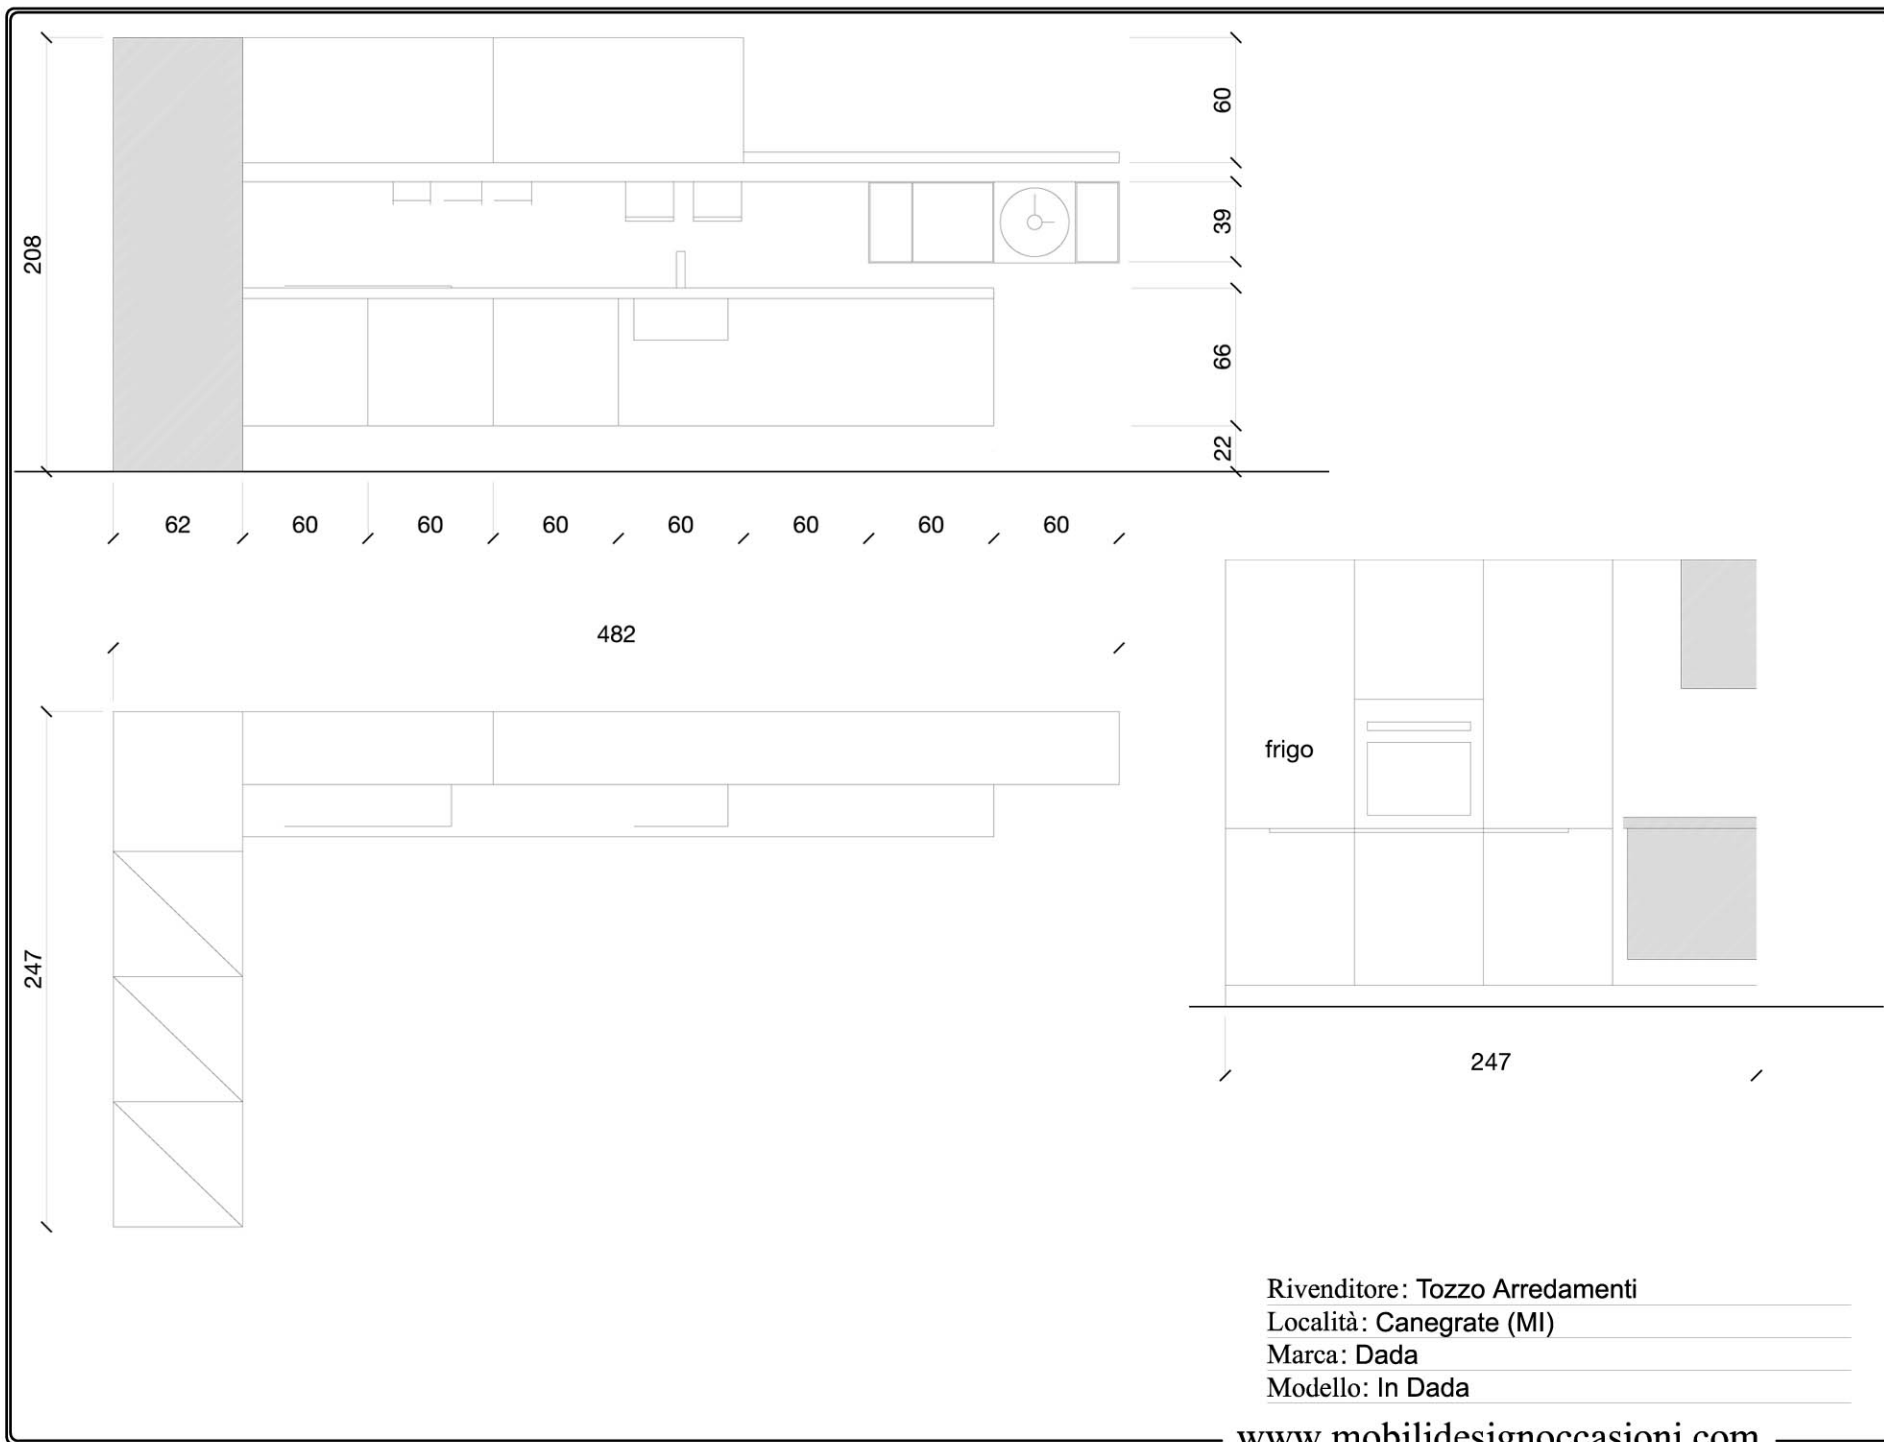 60
39
208
66
22
62 60 60 60 60 60 60 60
482
frigo
247
247
Rivenditore: Tozzo Arredamenti
Località: Canegrate (MI)
Marca: Dada
Modello: In Dada
www.mobilidesignoccasioni.com